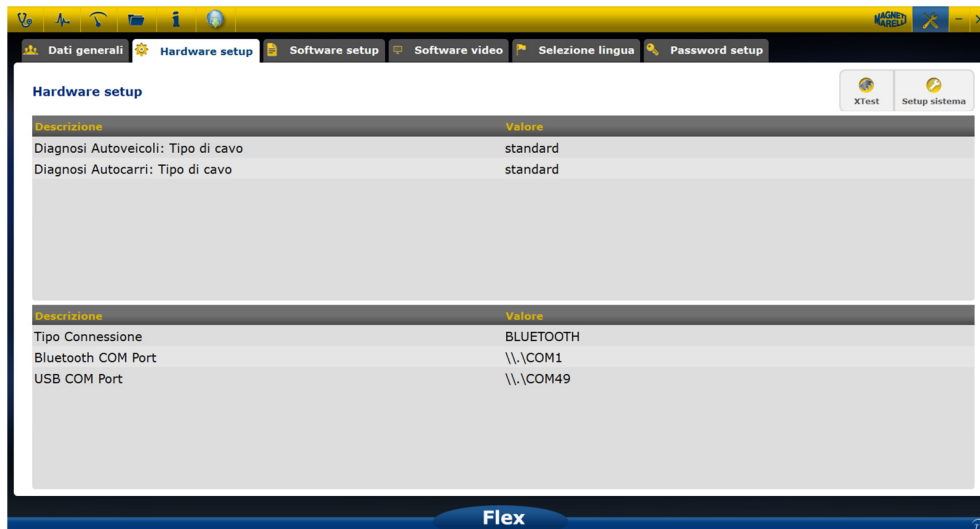 MAGNETI
MARELLI
Dati generali
Hardware setup
Software setup
Software video
Selezione lingua
Password setup
Hardware setup
XTest
Setup sistema
Descrizione Valore
Diagnosi Autoveicoli: Tipo di cavo standard
Diagnosi Autocarri: Tipo di cavo standard
Descrizione Valore
Tipo Connessione BLUETOOTH
Bluetooth COM Port \\.\COM1
USB COM Port \\.\COM49
Flex